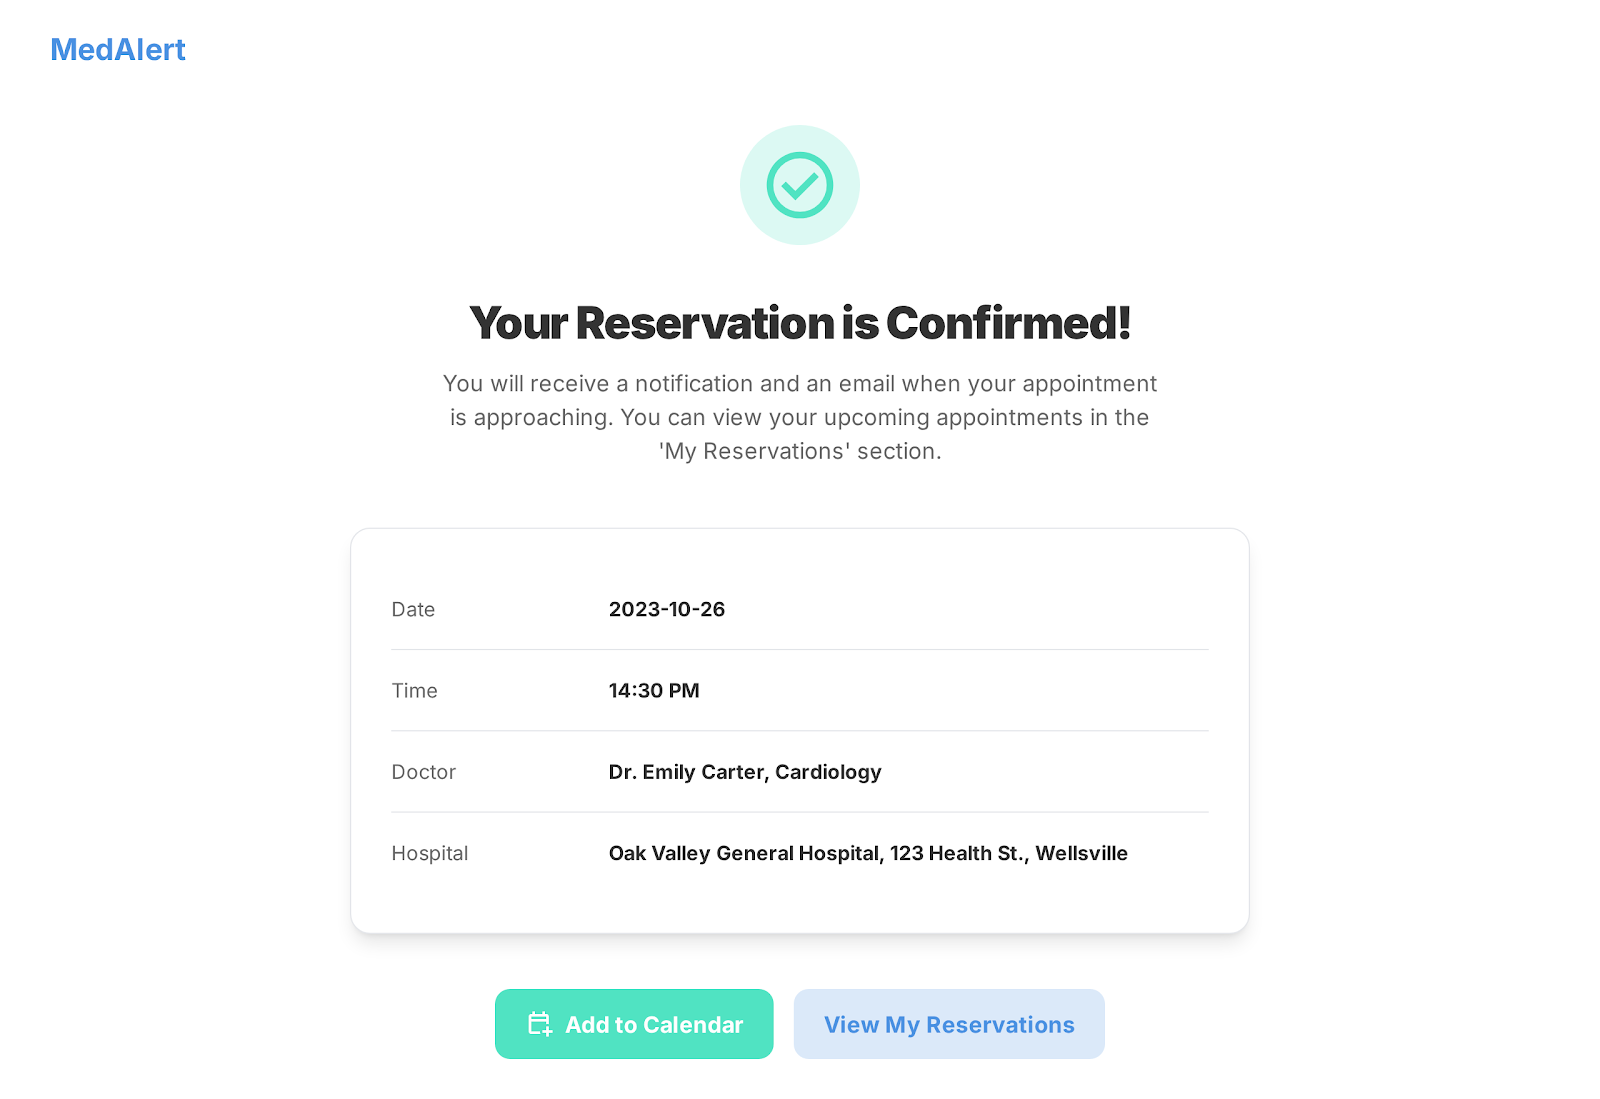 MedAlert
Your Reservation is Confirmed!
You will receive a notification and an email when your appointment
is approaching. You can view your upcoming appointments in the
'My Reservations' section.
Date 2023-10-26
Time 14:30 PM
Doctor Dr. Emily Carter, Cardiology
Hospital Oak Valley General Hospital, 123 Health St., Wellsville
Add to Calendar View My Reservations